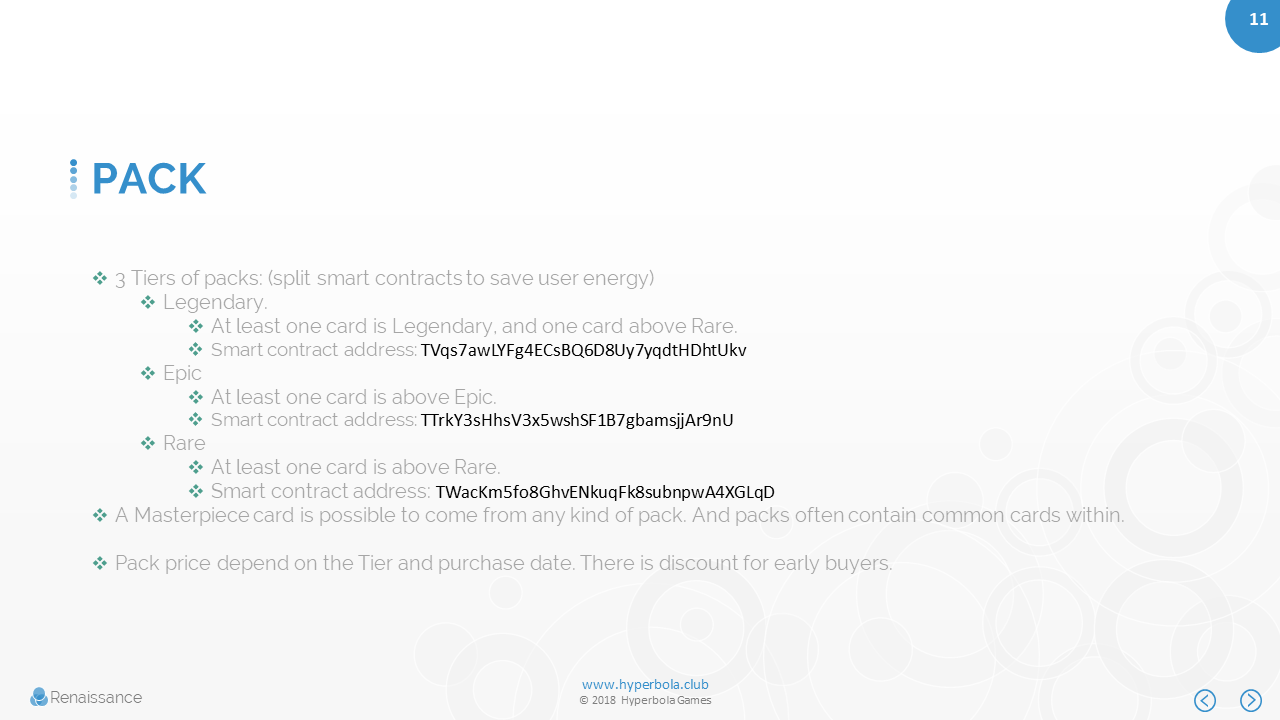 11
PACK
3 Tiers of packs: (split smart contracts to save user energy)
Legendary.
At least one card is Legendary, and one card above Rare.
Smart contract address: TVqs7awLYFg4ECsBQ6D8Uy7yqdtHDhtUkv
Epic
At least one card is above Epic.
Smart contract address: TTrkY3sHhsV3x5wshSF1B7gbamsjjAr9nU
Rare
At least one card is above Rare.
Smart contract address: TWacKm5fo8GhvENkuqFk8subnpwA4XGLqD
A Masterpiece card is possible to come from any kind of pack. And packs often contain common cards within.
Pack price depend on the Tier and purchase date. There is discount for early buyers.
Renaissance
www.hyperbola.club
© 2018 Hyperbola Games